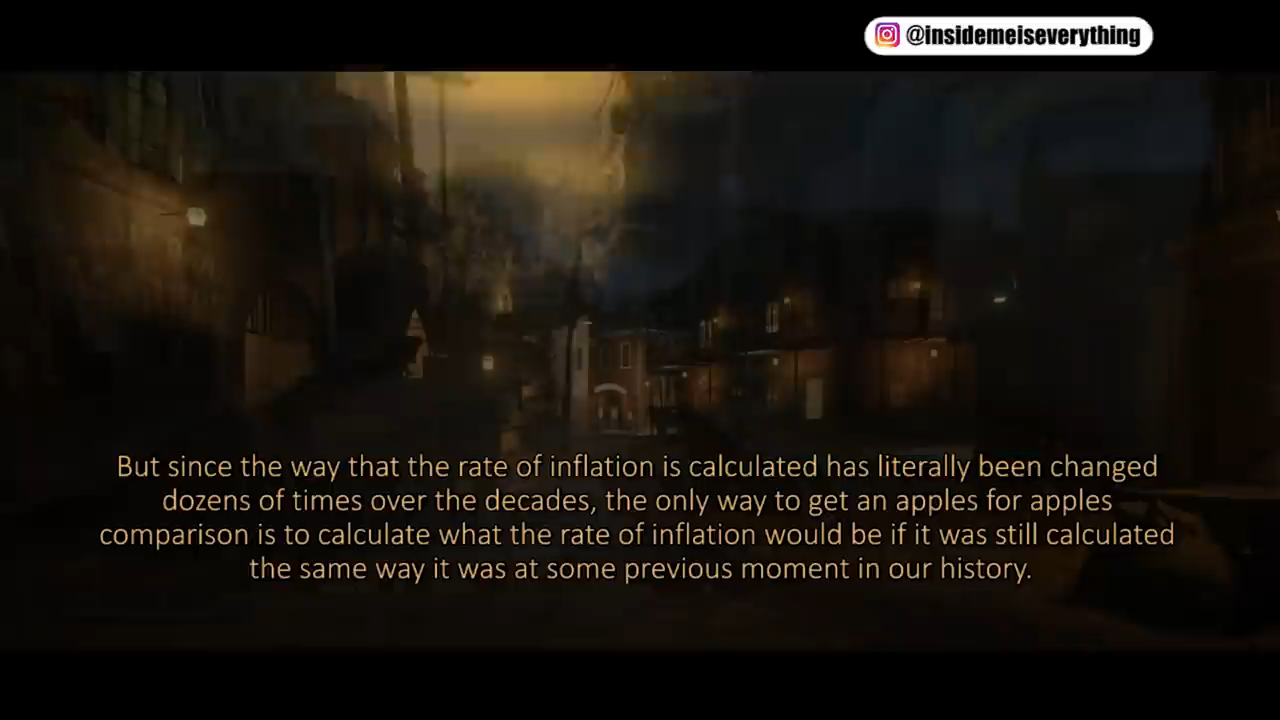 @insidemeiseverything
But since the way that the rate of inflation is calculated has literally been changed
dozens of times over the decades, the only way to get an apples for apples
comparison is to calculate what the rate of inflation would be if it was still calculated
the same way it was at some previous moment in our history.